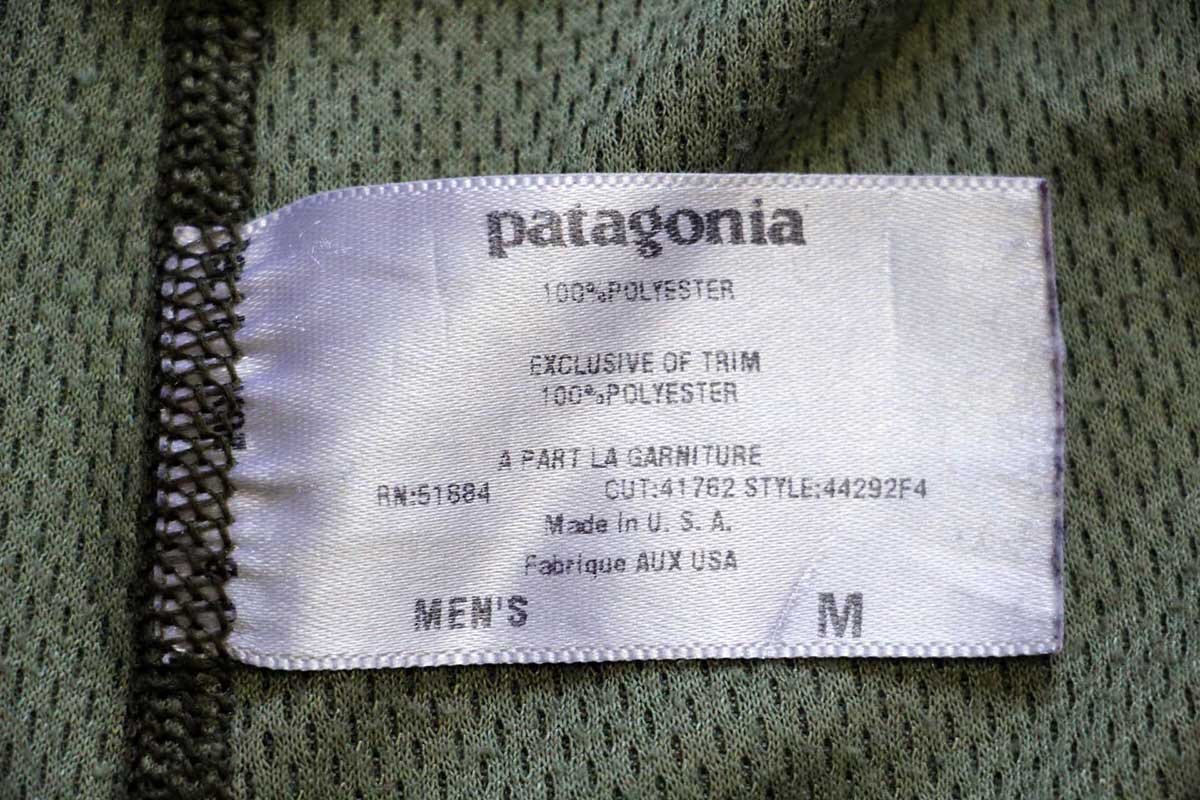 patagonia
100%POLYESTER
EXCLUSIVE OF TRIM
100%POLYESTER
A PART LA GARNITURE
RN:51884 CUT:41762 STYLE:44292F4
Made in U. S. A.
Fabrique AUX USA
MEN'S M